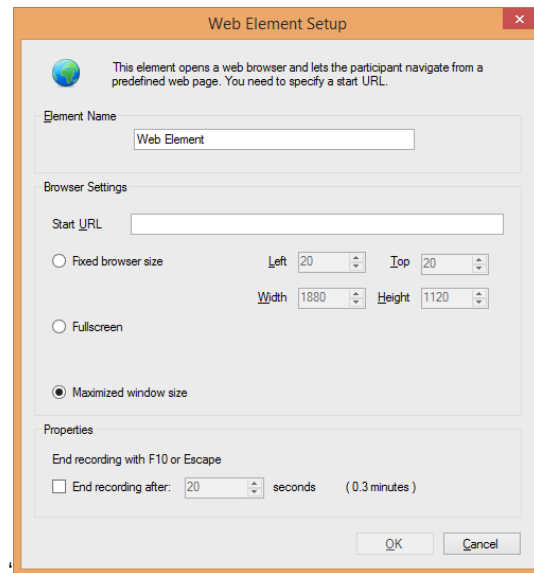 Web Element Setup
This element opens a web browser and lets the participant navigate from a
predefined web page. You need to specify a start URL.
Element Name
Web Element
Browser Settings
Start URL
Fixed browser size Left 20 Top 20
Width 1880 Height 1120
Fullscreen
Maximized window size
Properties
End recording with F10 or Escape
End recording after: 20 seconds ( 0.3 minutes )
OK Cancel